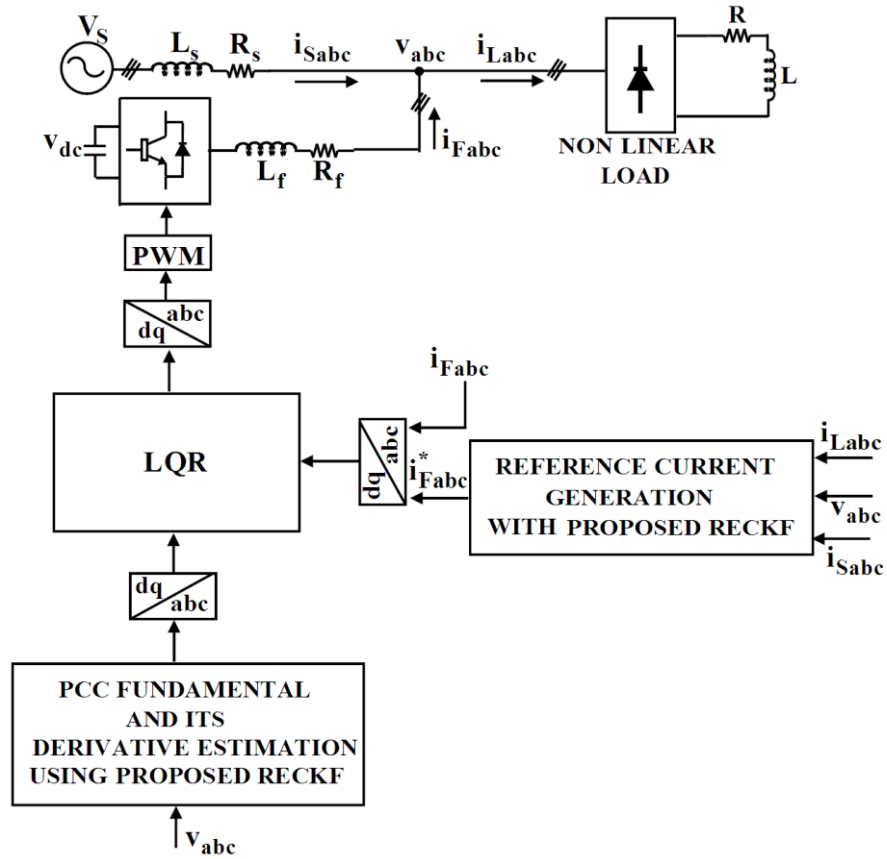 V_S
L_s
R_s
i_Sabc
v_abc
i_Labc
R
L
v_dc
L_f
R_f
i_Fabc
NON LINEAR
LOAD
PWM
abc
dq
i_Fabc
LQR
abc
dq
i*_Fabc
REFERENCE CURRENT
GENERATION
WITH PROPOSED RECKF
i_Labc
v_abc
i_Sabc
dq
abc
PCC FUNDAMENTAL
AND ITS
DERIVATIVE ESTIMATION
USING PROPOSED RECKF
v_abc